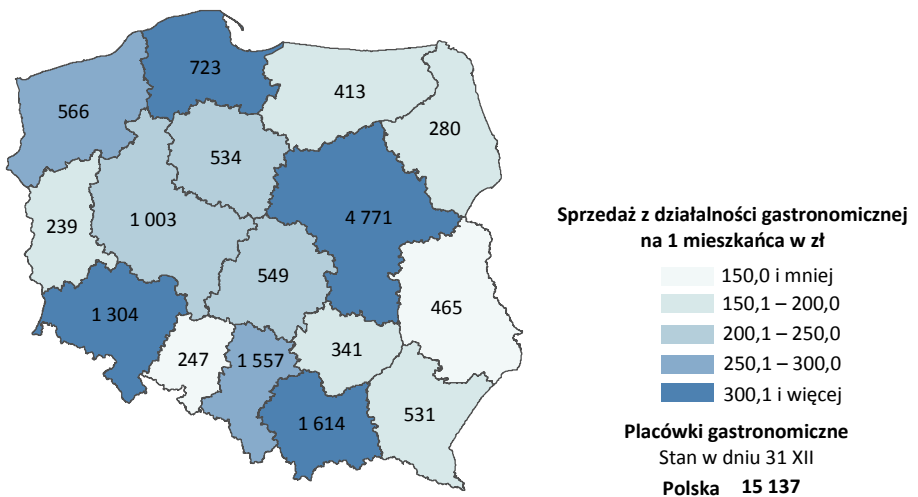 723
413
566
280
534
4 771
1 003
239
549
465
1 304
247
1 557
341
531
1 614
Sprzedaż z działalności gastronomicznej
na 1 mieszkańca w zł
150,0 i mniej
150,1 – 200,0
200,1 – 250,0
250,1 – 300,0
300,1 i więcej
Placówki gastronomiczne
Stan w dniu 31 XII
Polska 15 137